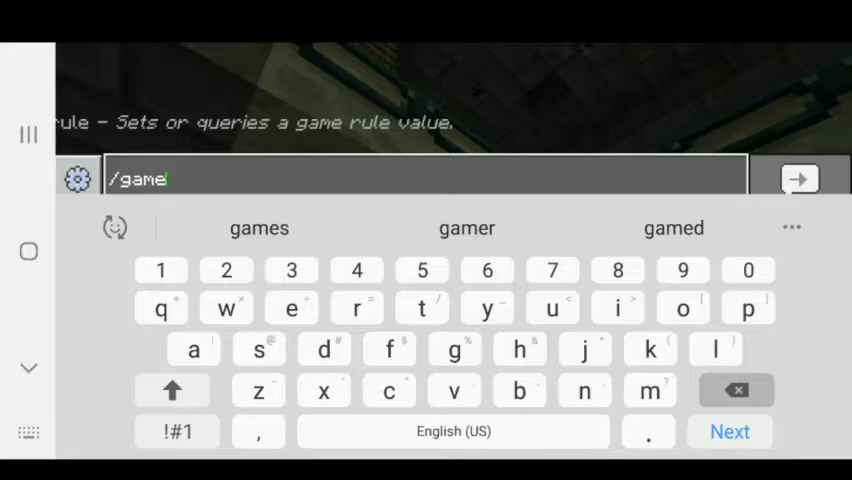 rule - Sets or queries a game rule value.
/game
games gamer gamed
1 2 3 4 5 6 7 8 9 0
q w e r t y u i o p
a s d f g h j k l
z x c v b n m
!#1 , English (US) . Next